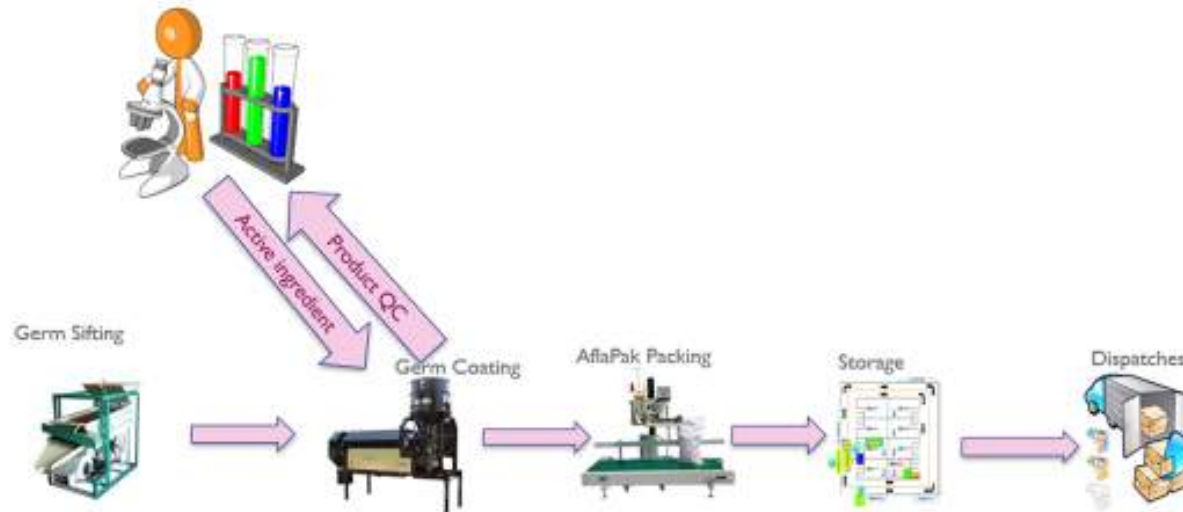 Active ingredient
Product QC
Germ Sifting
Germ Coating
AflaPak Packing
Storage
Dispatches